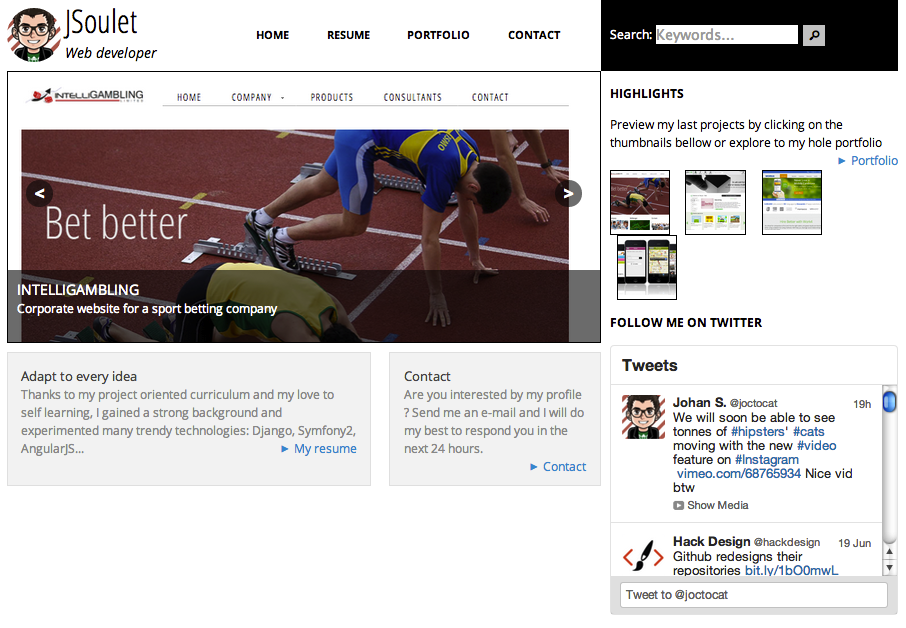 JSoulet
Web developer
HOME RESUME PORTFOLIO CONTACT
Search: Keywords...
INTELLIGAMBLING
LIMITED
HOME COMPANY PRODUCTS CONSULTANTS CONTACT
Bet better
< >
INTELLIGAMBLING
Corporate website for a sport betting company
Adapt to every idea
Thanks to my project oriented curriculum and my love to
self learning, I gained a strong background and
experimented many trendy technologies: Django, Symfony2,
AngularJS...
► My resume
Contact
Are you interested by my profile
? Send me an e-mail and I will do
my best to respond you in the
next 24 hours.
► Contact
HIGHLIGHTS
Preview my last projects by clicking on the
thumbnails bellow or explore to my hole portfolio
► Portfolio
FOLLOW ME ON TWITTER
Tweets
Johan S. @joctocat 19h
We will soon be able to see
tonnes of #hipsters' #cats
moving with the new #video
feature on #Instagram
vimeo.com/68765934 Nice vid
btw
Show Media
Hack Design @hackdesign 19 Jun
Github redesigns their
repositories bit.ly/1bO0mwL
Tweet to @joctocat